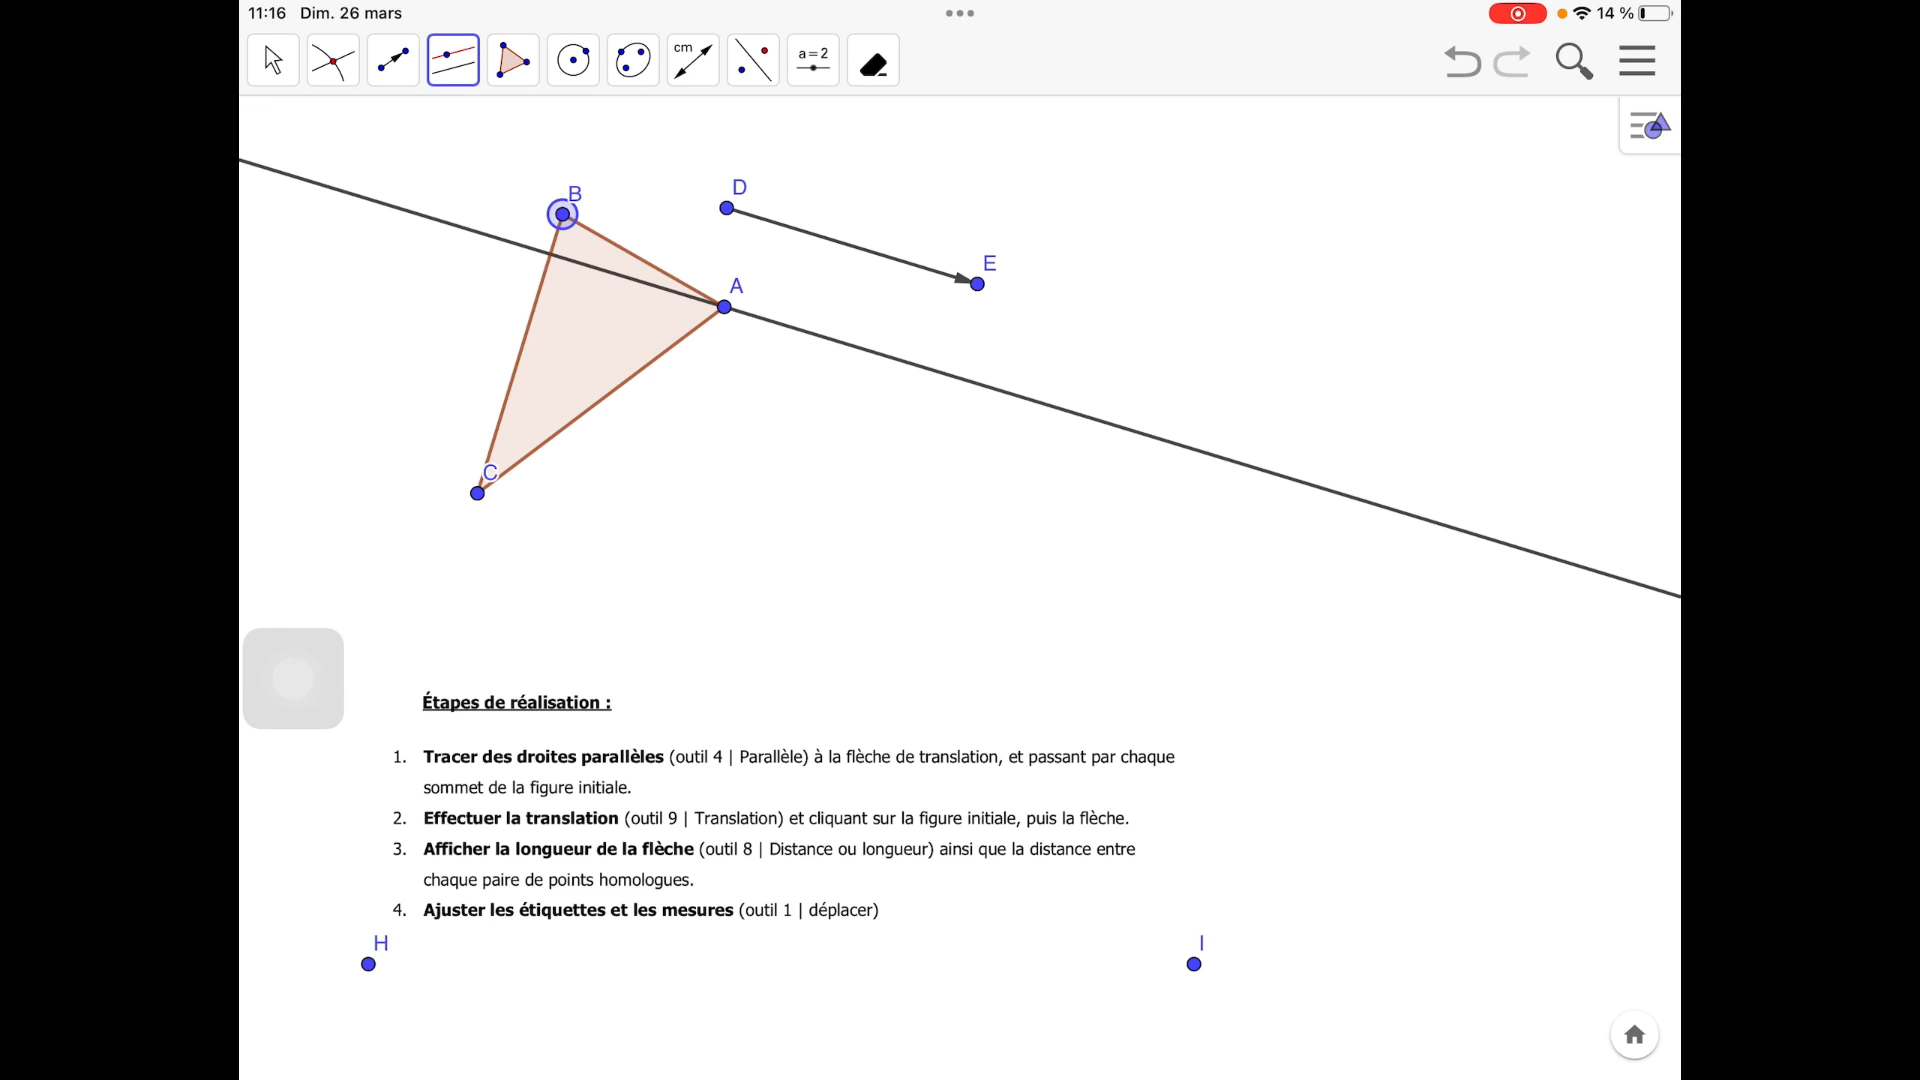 11:16 Dim. 26 mars
14 %
cm
a=2
B
D
E
A
C
Étapes de réalisation :
1. Tracer des droites parallèles (outil 4 | Parallèle) à la flèche de translation, et passant par chaque
sommet de la figure initiale.
2. Effectuer la translation (outil 9 | Translation) et cliquant sur la figure initiale, puis la flèche.
3. Afficher la longueur de la flèche (outil 8 | Distance ou longueur) ainsi que la distance entre
chaque paire de points homologues.
4. Ajuster les étiquettes et les mesures (outil 1 | déplacer)
H
I